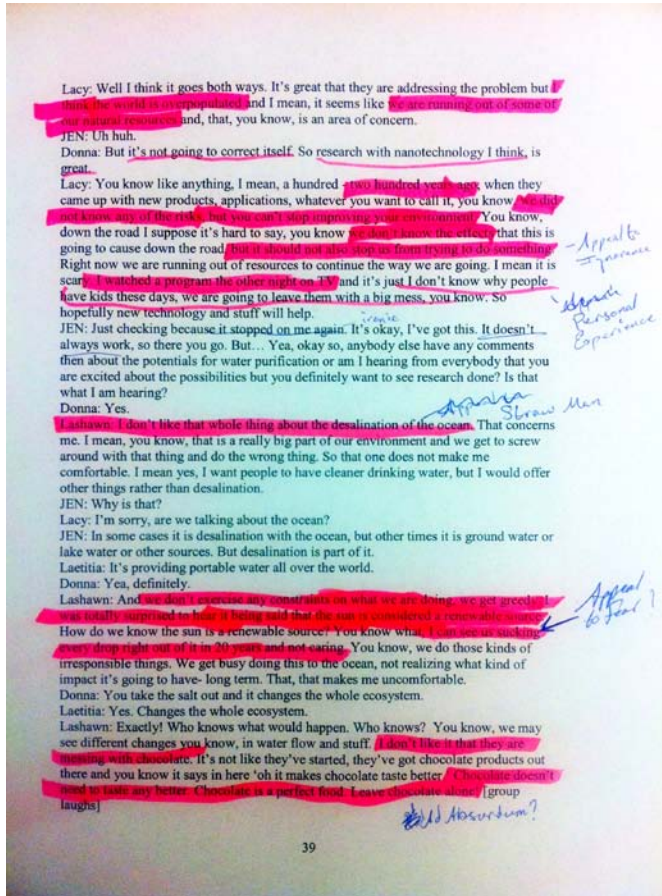 Lacy: Well I think it goes both ways. It's great that they are addressing the problem but I
think the world is overpopulated and I mean, it seems like we are running out of some of
our natural resources and, that, you know, is an area of concern.
JEN: Uh huh.
Donna: But it's not going to correct itself. So research with nanotechnology I think, is
great.
Lacy: You know like anything, I mean, a hundred - two hundred years ago, when they
came up with new products, applications, whatever you want to call it, you know, we did
not know any of the risks, but you can't stop improving your environment. You know,
down the road I suppose it's hard to say, you know we don't know the effects that this is
going to cause down the road, but it should not also stop us from trying to do something.
Right now we are running out of resources to continue the way we are going. I mean it is
scary. I watched a program the other night on TV and it's just I don't know why people
have kids these days, we are going to leave them with a big mess, you know. So
hopefully new technology and stuff will help.
- Appeal to
Ignorance
Personal
Experience
ironic
JEN: Just checking because it stopped on me again. It's okay, I've got this. It doesn't
always work, so there you go. But… Yea, okay so, anybody else have any comments
then about the potentials for water purification or am I hearing from everybody that you
are excited about the possibilities but you definitely want to see research done? Is that
what I am hearing?
Donna: Yes.
Straw Man
Lashawn: I don't like that whole thing about the desalination of the ocean. That concerns
me. I mean, you know, that is a really big part of our environment and we get to screw
around with that thing and do the wrong thing. So that one does not make me
comfortable. I mean yes, I want people to have cleaner drinking water, but I would offer
other things rather than desalination.
JEN: Why is that?
Lacy: I'm sorry, are we talking about the ocean?
JEN: In some cases it is desalination with the ocean, but other times it is ground water or
lake water or other sources. But desalination is part of it.
Laetitia: It's providing portable water all over the world.
Donna: Yea, definitely.
Lashawn: And we don't exercise any constraints on what we are doing, we get greedy. I
was totally surprised to hear it being said that the sun is considered a renewable source.
How do we know the sun is a renewable source? You know what, I can see us sucking
every drop right out of it in 20 years and not caring. You know, we do those kinds of
irresponsible things. We get busy doing this to the ocean, not realizing what kind of
impact it's going to have- long term. That, that makes me uncomfortable.
Appeal
to fear?
Donna: You take the salt out and it changes the whole ecosystem.
Laetitia: Yes. Changes the whole ecosystem.
Lashawn: Exactly! Who knows what would happen. Who knows? You know, we may
see different changes you know, in water flow and stuff. I don't like it that they are
messing with chocolate. It's not like they've started, they've got chocolate products out
there and you know it says in here 'oh it makes chocolate taste better.' Chocolate doesn't
need to taste any better. Chocolate is a perfect food. Leave chocolate alone. [group
laughs]
Ad Absurdum?
39